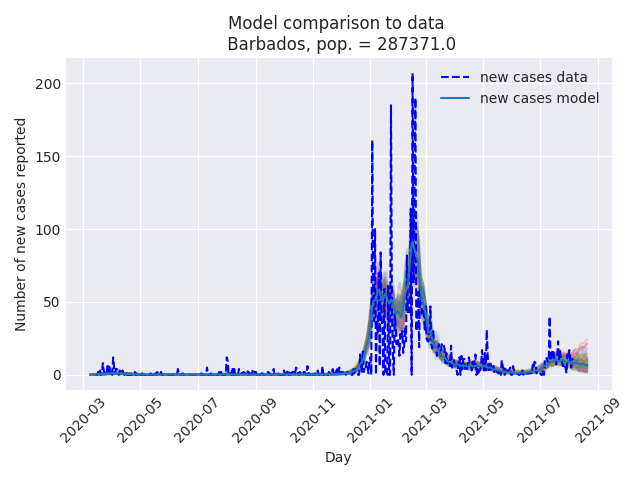 Model comparison to data
Barbados, pop. = 287371.0
new cases data
new cases model
Number of new cases reported
200
150
100
50
0
2020-03
2020-05
2020-07
2020-09
2020-11
2021-01
2021-03
2021-05
2021-07
2021-09
Day